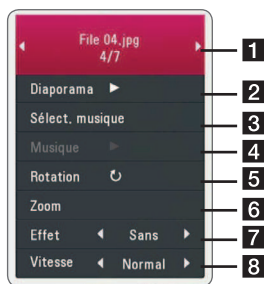 File 04.jpg
4/7
1
Diaporama
2
Sélect. musique
3
Musique
4
Rotation
5
Zoom
6
Effet Sans
7
Vitesse Normal
8